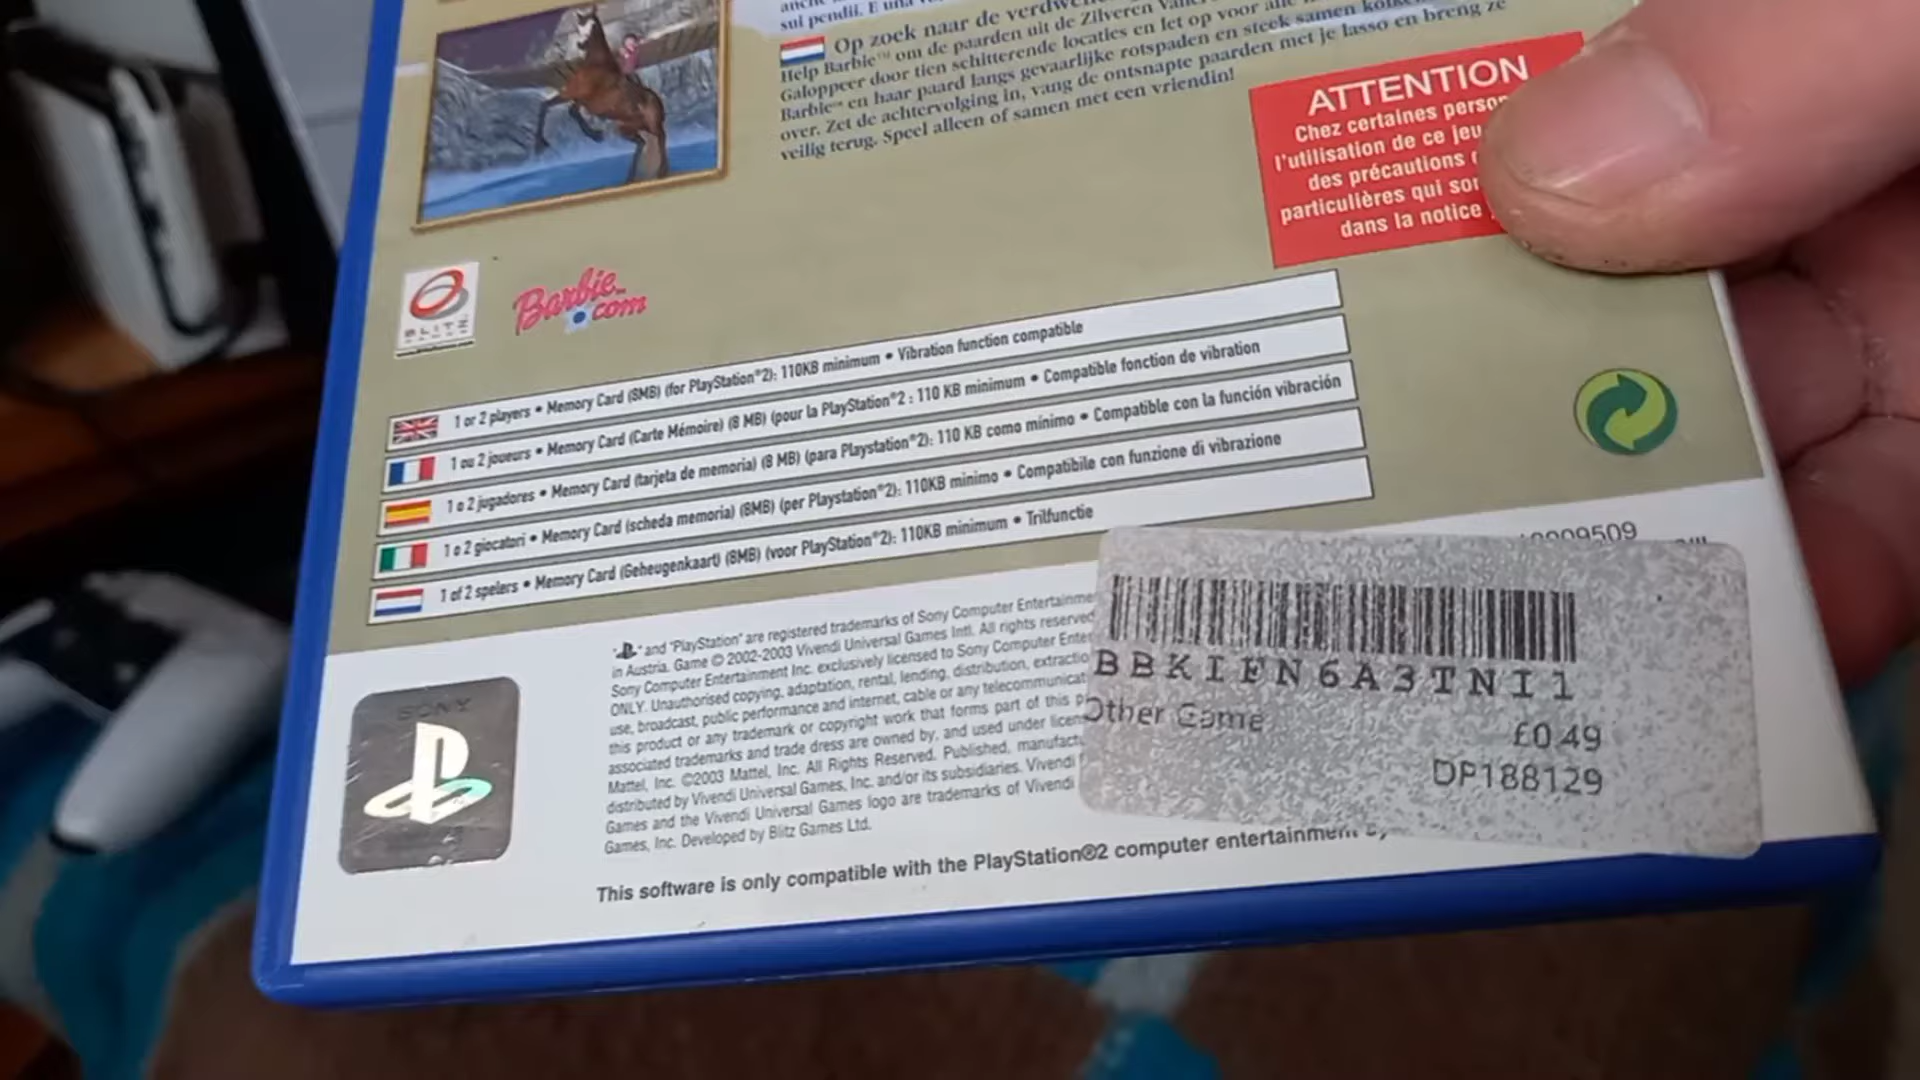 sul pendii. E una
Op zoek naar de
Help Barbie™ om de paarden uit de Zilveren
Galoppeer door tien schitterende locaties en let op voor
Barbie™ en haar paard langs gevaarlijke rotspaden en steek samen
over. Zet de achtervolging in, vang de ontsnapte paarden met je lasso en breng ze
veilig terug. Speel alleen of samen met een vriendin!
ATTENTION
Chez certaines
l'utilisation de ce jeu
des précautions
particulières qui
dans la notice
BLITZ
Barbie™.com
1 or 2 players • Memory Card (8MB) (for PlayStation®2): 110KB minimum • Vibration function compatible
1 ou 2 joueurs • Memory Card (Carte Mémoire) (8 MB) (pour la PlayStation®2 : 110 KB minimum • Compatible fonction de vibration
1 o 2 jugadores • Memory Card (tarjeta de memoria) (8 MB) (para Playstation®2): 110 KB como mínimo • Compatible con la función vibración
1 o 2 giocatori • Memory Card (scheda memoria) (8MB) (per Playstation®2): 110KB minimo • Compatibile con funzione di vibrazione
1 of 2 spelers • Memory Card (Geheugenkaart) (8MB) (voor PlayStation®2): 110KB minimum • Trilfunctie
"and "PlayStation" are registered trademarks of Sony Computer
in Austria. Game © 2002-2003 Vivendi Universal Games Intl. All rights reserved
Sony Computer Entertainment Inc. exclusively licensed to Sony Computer
ONLY. Unauthorised copying, adaptation, rental, lending, distribution,
use, broadcast, public performance and internet, cable or any
this product or any trademark or copyright work that forms part of this
associated trademarks and trade dress are owned by, and used under
Mattel, Inc. ©2003 Mattel, Inc. All Rights Reserved. Published,
distributed by Vivendi Universal Games, Inc. and/or its subsidiaries. Vivendi
Games and the Vivendi Universal Games logo are trademarks of Vivendi
Games, Inc. Developed by Blitz Games Ltd.
This software is only compatible with the PlayStation®2 computer entertainment
SONY
BBKIFN6A3TNI1
Other Game
£0.49
DP188129